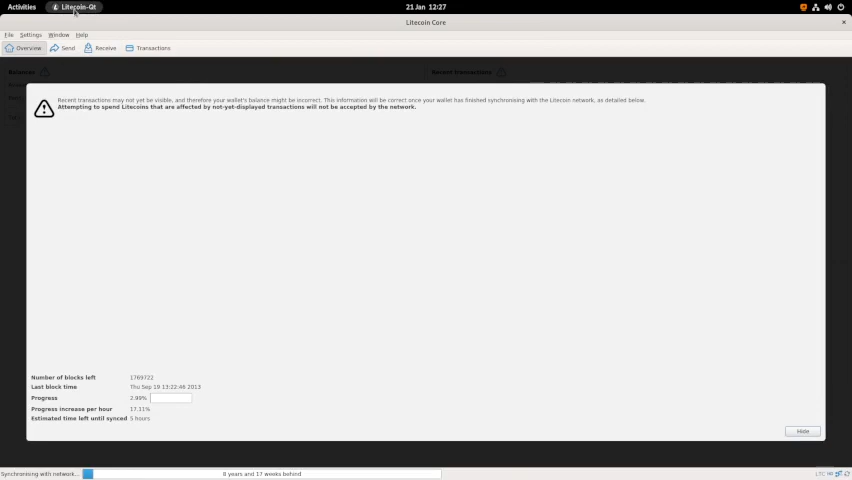 Activities Litecoin-Qt 21 Jan 12:27
Litecoin Core
File Settings Window Help
Overview Send Receive Transactions
Balances Recent transactions
Recent transactions may not yet be visible, and therefore your wallet's balance might be incorrect. This information will be correct once your wallet has finished synchronising with the Litecoin network, as detailed below.
Attempting to spend Litecoins that are affected by not-yet-displayed transactions will not be accepted by the network.
Number of blocks left 1769722
Last block time Thu Sep 19 13:22:46 2013
Progress 2.98%
Progress increase per hour 17.11%
Estimated time left until synced 5 hours
Hide
Synchronising with network... 8 years and 17 weeks behind LTC